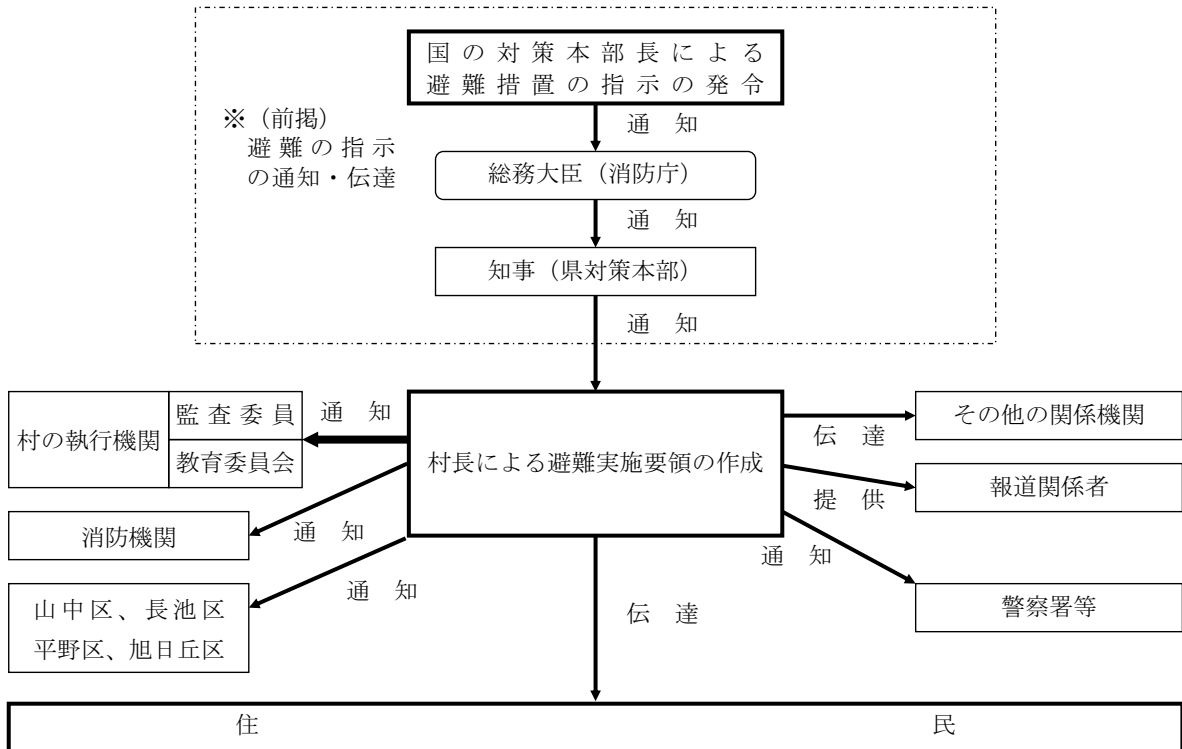 国の対策本部長による
避難措置の指示の発令
※（前掲）
避難の指示
の通知・伝達
通　知
総務大臣（消防庁）
通　知
知事（県対策本部）
通　知
村の執行機関
監査委員
教育委員会
通　知
村長による避難実施要領の作成
その他の関係機関
伝　達
報道関係者
提　供
消防機関
通　知
通　知
警察署等
山中区、長池区
平野区、旭日丘区
通　知
伝　達
住　民